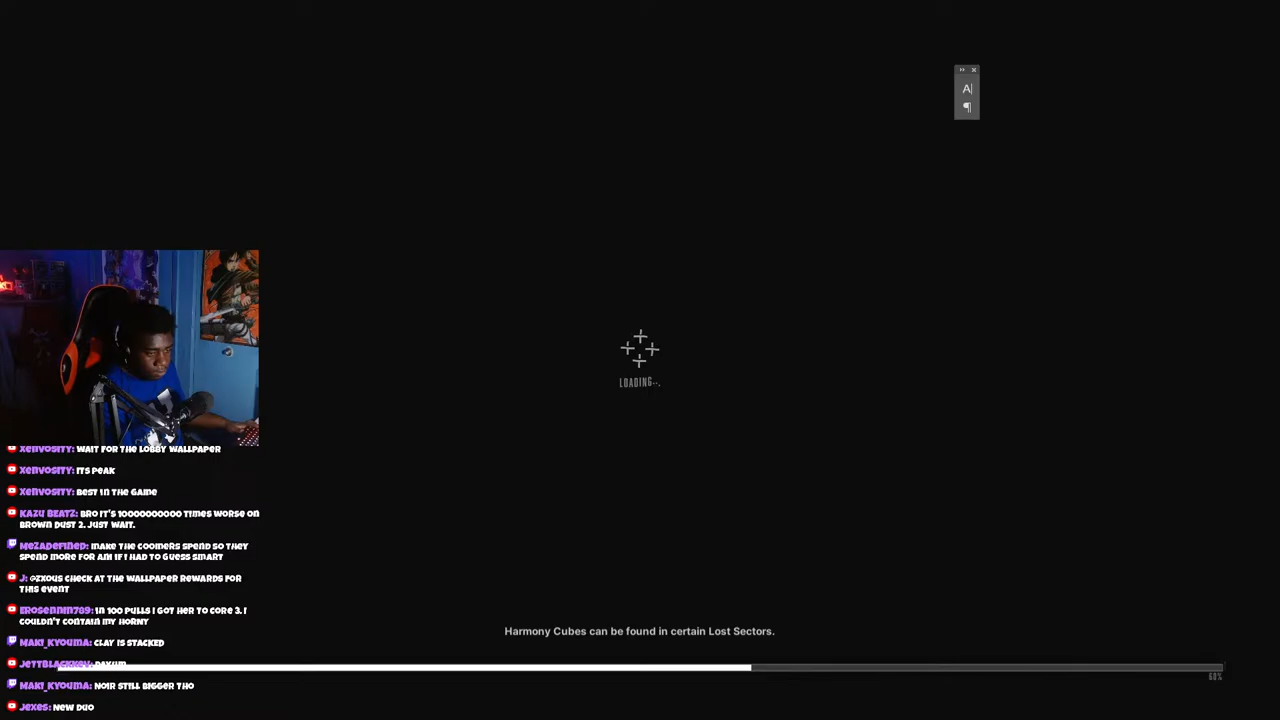 A
¶
LOADING...
XENVOSITY: WAIT FOR THE LOBBY WALLPAPER
XENVOSITY: ITS PEAK
XENVOSITY: BEST IN THE GAME
KAZU BEATZ: BRO IT'S 10000000000 TIMES WORSE ON
BROWN DUST 2. JUST WAIT.
MEZADEFINED: MAKE THE COOMERS SPEND SO THEY
SPEND MORE FOR AM IF I HAD TO GUESS SMART
J: @ZXOUS CHECK AT THE WALLPAPER REWARDS FOR
THIS EVENT
EROSENNIN789: IN 100 PULLS I GOT HER TO CORE 3. I
COULDN'T CONTAIN MY HORNY
MAKI_KYOUMA: CLAY IS STACKED
JETTBLACKKEV: DAYUM
MAKI_KYOUMA: NOIR STILL BIGGER THO
JEXES: NEW DUO
Harmony Cubes can be found in certain Lost Sectors.
60%